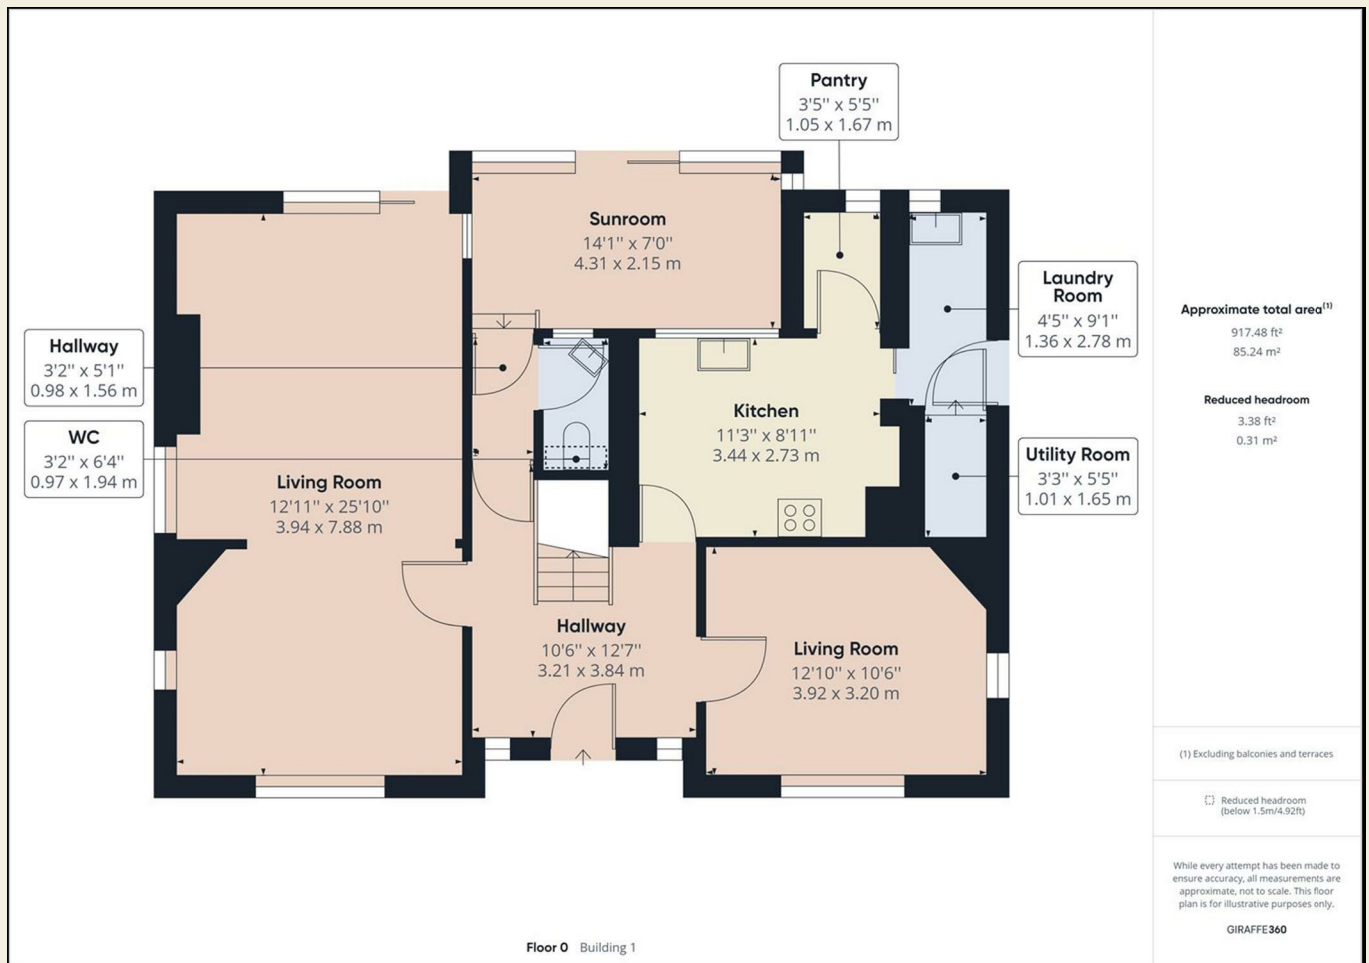 Pantry
3'5" x 5'5"
1.05 x 1.67 m
Sunroom
14'1" x 7'0"
4.31 x 2.15 m
Laundry
Room
4'5" x 9'1"
1.36 x 2.78 m
Hallway
3'2" x 5'1"
0.98 x 1.56 m
WC
3'2" x 6'4"
0.97 x 1.94 m
Kitchen
11'3" x 8'11"
3.44 x 2.73 m
Living Room
12'11" x 25'10"
3.94 x 7.88 m
Utility Room
3'3" x 5'5"
1.01 x 1.65 m
Hallway
10'6" x 12'7"
3.21 x 3.84 m
Living Room
12'10" x 10'6"
3.92 x 3.20 m
Floor 0 Building 1
Approximate total area(1)
917.48 ft²
85.24 m²
Reduced headroom
3.38 ft²
0.31 m²
(1) Excluding balconies and terraces
Reduced headroom
(below 1.5m/4.92ft)
While every attempt has been made to
ensure accuracy, all measurements are
approximate, not to scale. This floor
plan is for illustrative purposes only.
GIRAFFE360